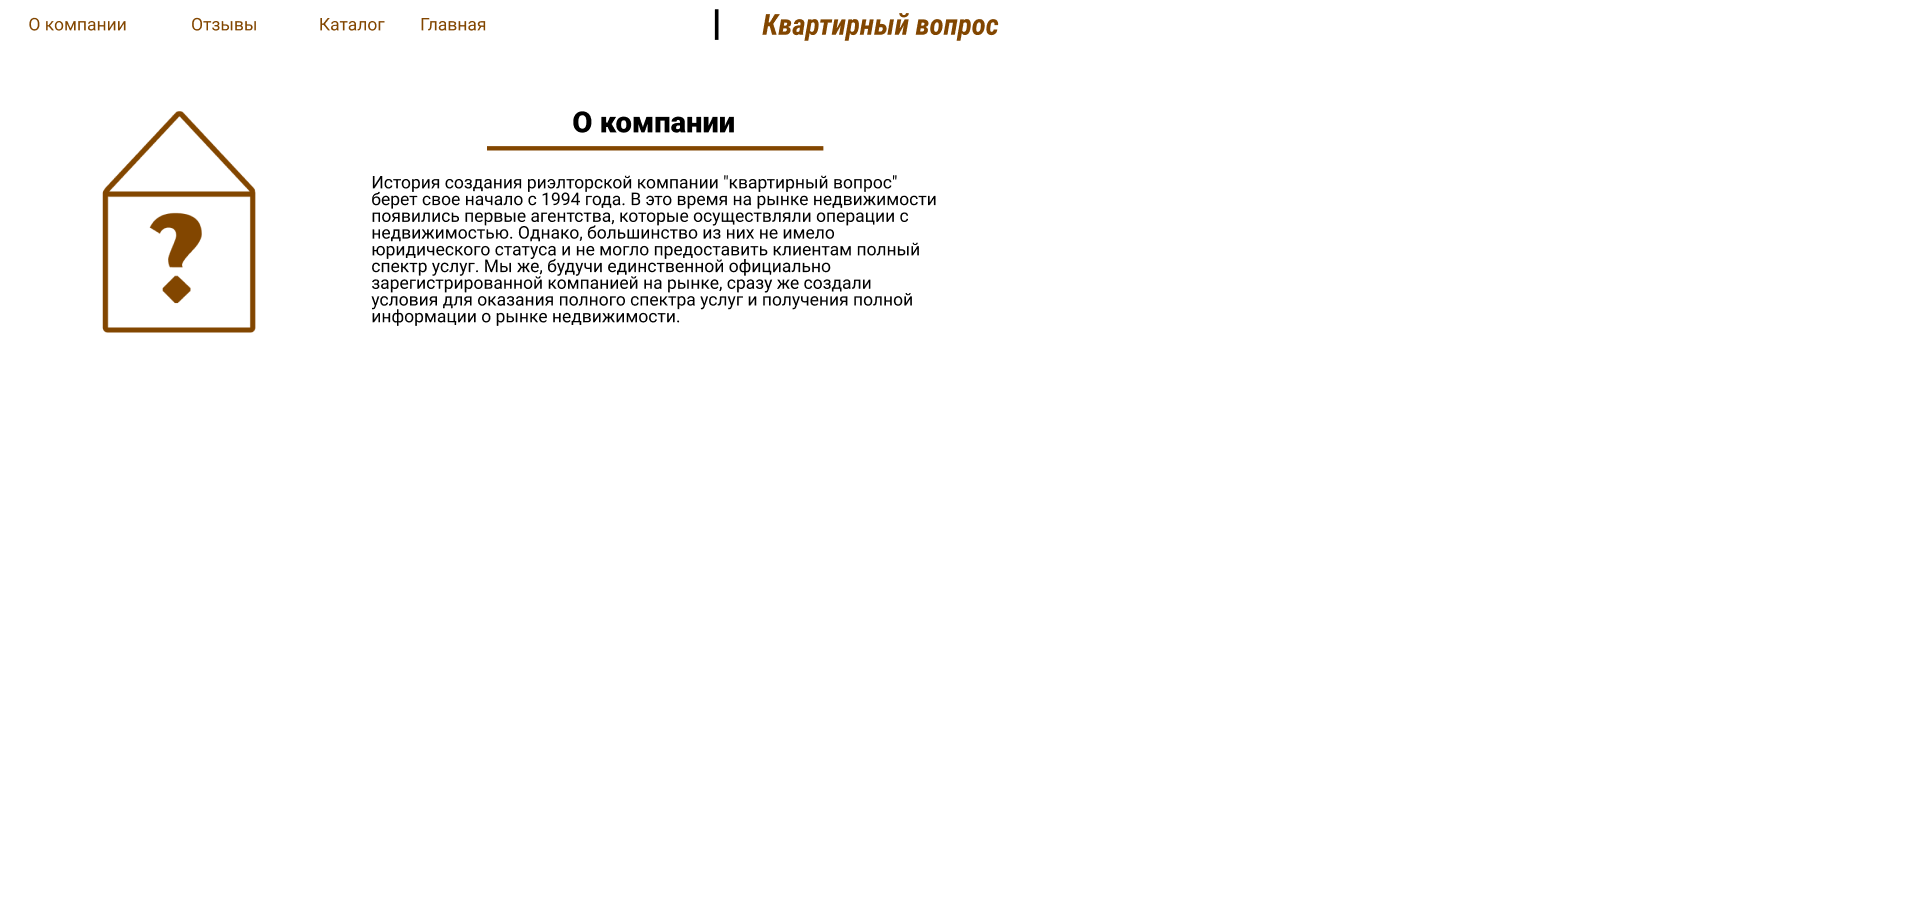 О компании
Отзывы
Каталог
Главная
Квартирный вопрос
О компании
История создания риэлторской компании "квартирный вопрос"
берет свое начало с 1994 года. В это время на рынке недвижимости
появились первые агентства, которые осуществляли операции с
недвижимостью. Однако, большинство из них не имело
юридического статуса и не могло предоставить клиентам полный
спектр услуг. Мы же, будучи единственной официально
зарегистрированной компанией на рынке, сразу же создали
условия для оказания полного спектра услуг и получения полной
информации о рынке недвижимости.
?